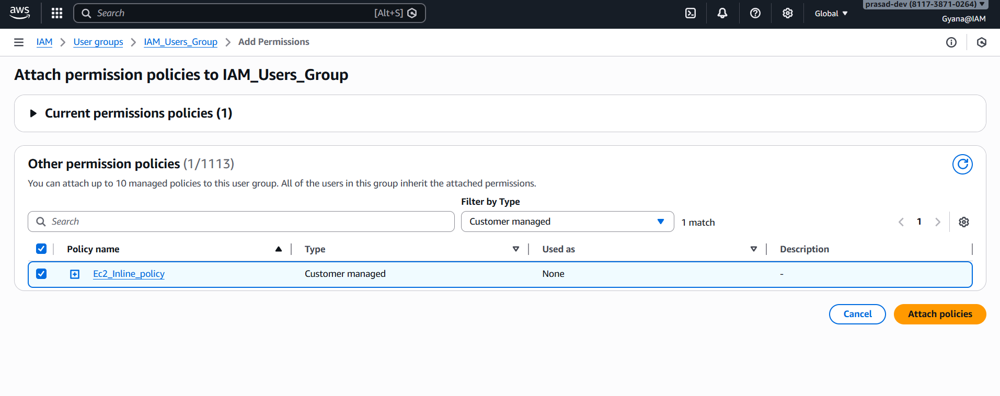 aws
Search [Alt+S]
Global
prasad-dev (8117-3871-0264)
Gyana@IAM
IAM User groups IAM_Users_Group Add Permissions
Attach permission policies to IAM_Users_Group
Current permissions policies (1)
Other permission policies (1/1113)
You can attach up to 10 managed policies to this user group. All of the users in this group inherit the attached permissions.
Filter by Type
Search
Customer managed
1 match
1
Policy name Type Used as Description
Ec2_Inline_policy Customer managed None -
Cancel Attach policies